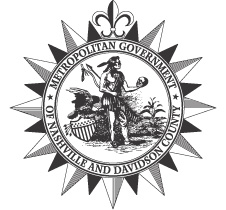 METROPOLITAN GOVERNMENT
OF NASHVILLE AND DAVIDSON COUNTY